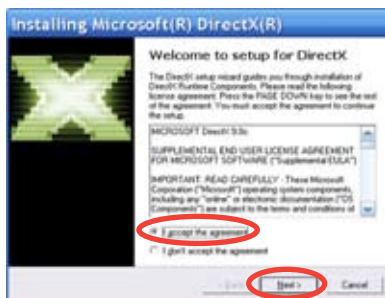 Installing Microsoft(R) DirectX(R)
Welcome to setup for DirectX
The DirectX setup wizard guides you through installation of
DirectX Runtime Components. Please read the following
license agreement. Press the PAGE DOWN key to see the rest
of the agreement. You must accept the agreement to continue
the setup.
MICROSOFT DirectX 9.0c
SUPPLEMENTAL END USER LICENSE AGREEMENT
FOR MICROSOFT SOFTWARE ("Supplemental EULA")
IMPORTANT: READ CAREFULLY - These Microsoft
Corporation ("Microsoft") operating system components,
including any "online" or electronic documentation ("OS
Components") are subject to the terms and conditions of
I accept the agreement
I don't accept the agreement
Next >
Cancel